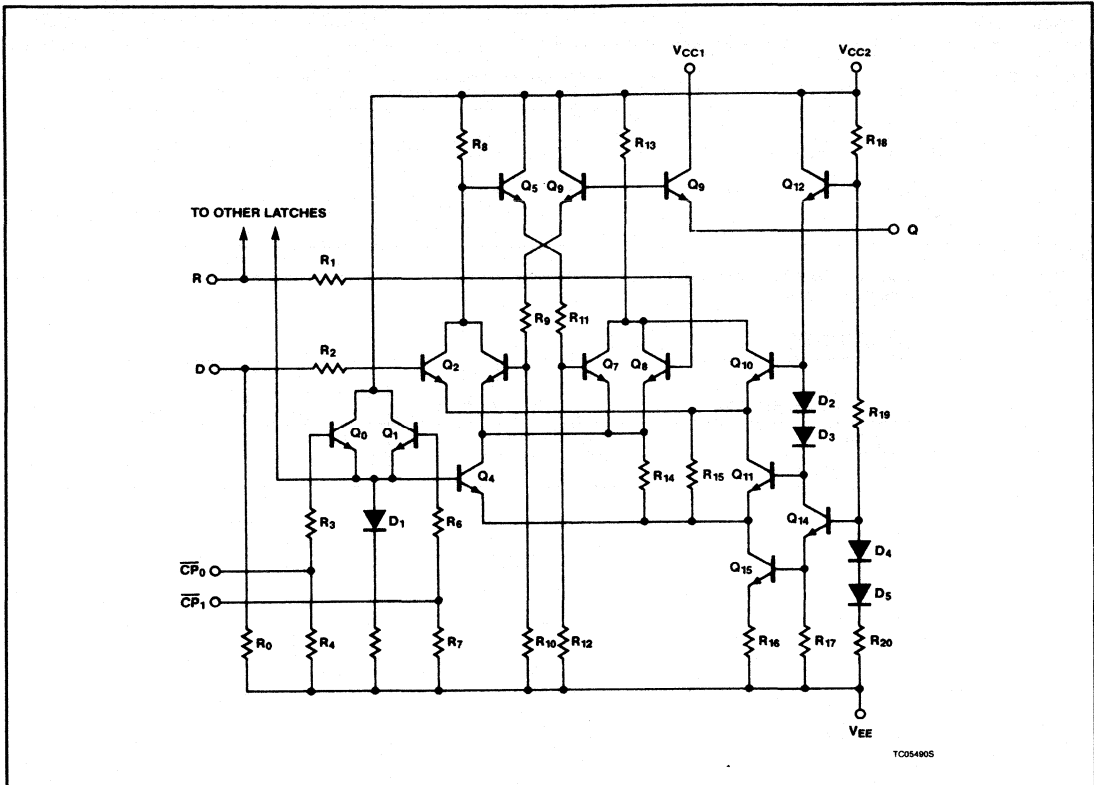 VCC1 VCC2
R8 R13 R18
Q5 Q9 Q9 Q12
TO OTHER LATCHES
Q
R R1
R9 R11
D R2 Q2 Q7 Q8 Q10
D2 R19
D3
Q0 Q1
Q4 R14 R15 Q11
R3 D1 R6 Q14
D4
CP0 Q15
D5
CP1
R0 R4 R7 R10 R12 R16 R17 R20
VEE
TC05490S